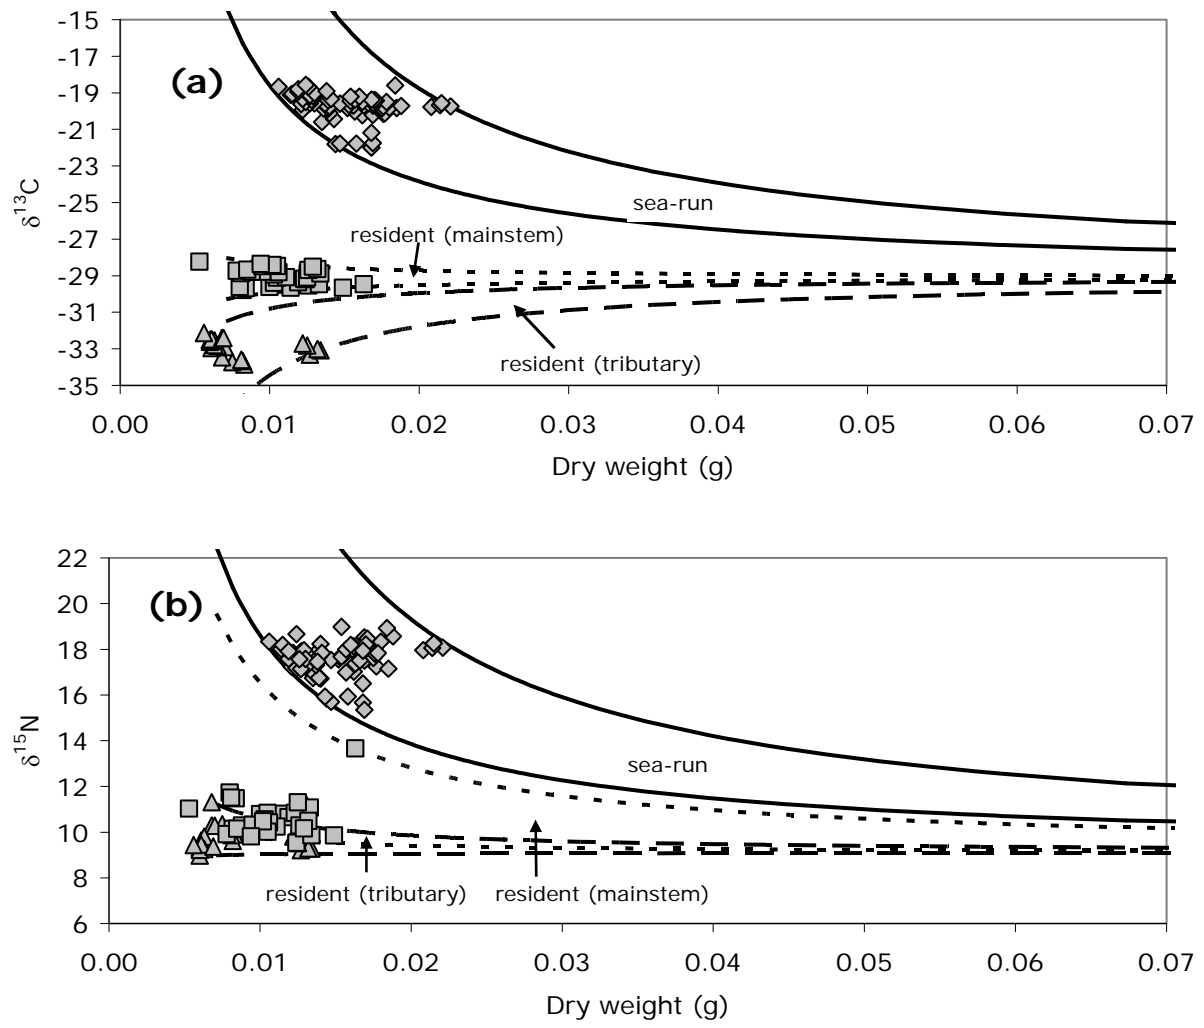 -15
-17
(a)
-19
-21
-23
δ13C
-25
sea-run
-27
resident (mainstem)
-29
-31
-33
resident (tributary)
-35
0.00 0.01 0.02 0.03 0.04 0.05 0.06 0.07
Dry weight (g)
22
20
(b)
18
16
δ15N
14
sea-run
12
10
8
resident (tributary) resident (mainstem)
6
0.00 0.01 0.02 0.03 0.04 0.05 0.06 0.07
Dry weight (g)